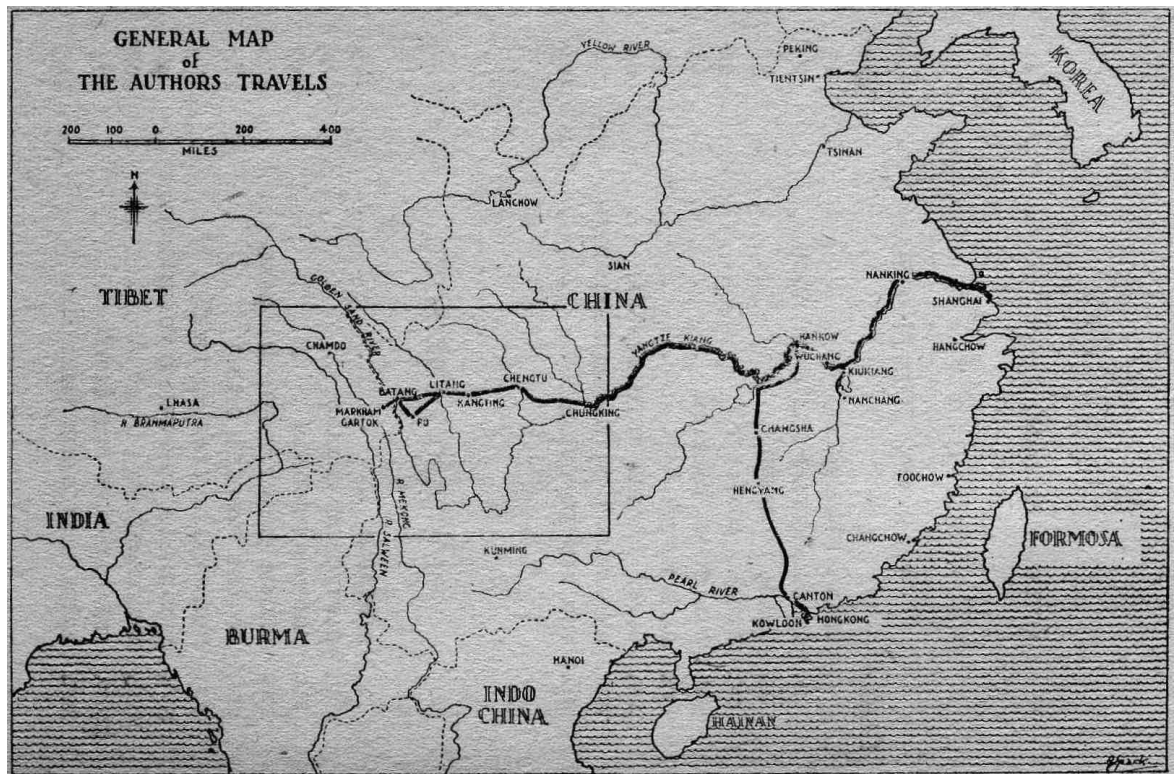 GENERAL MAP
of
THE AUTHORS TRAVELS
200 100 0 200 400
MILES
N
YELLOW RIVER
PEKING
TIENTSIN
KOREA
TSINAN
LANCHOW
SIAN
TIBET
GOLDEN SAND RIVER
CHINA
NANKING
SHANGHAI
HANGCHOW
CHAMDO
YANGTZE KIANG
HANKOW
WUCHANG
KIUKIANG
NANCHANG
BATANG
LITANG
KANGTING
CHENGTU
CHUNGKING
MARKHAM
GARTOK
FU
LHASA
R BRAHMAPUTRA
CHANGSHA
HENGYANG
FOOCHOW
R. MEKONG
R. SALWEEN
INDIA
KUNMING
CHANGCHOW
FORMOSA
PEARL RIVER
CANTON
KOWLOON
HONGKONG
BURMA
HANOI
INDO
CHINA
HAINAN